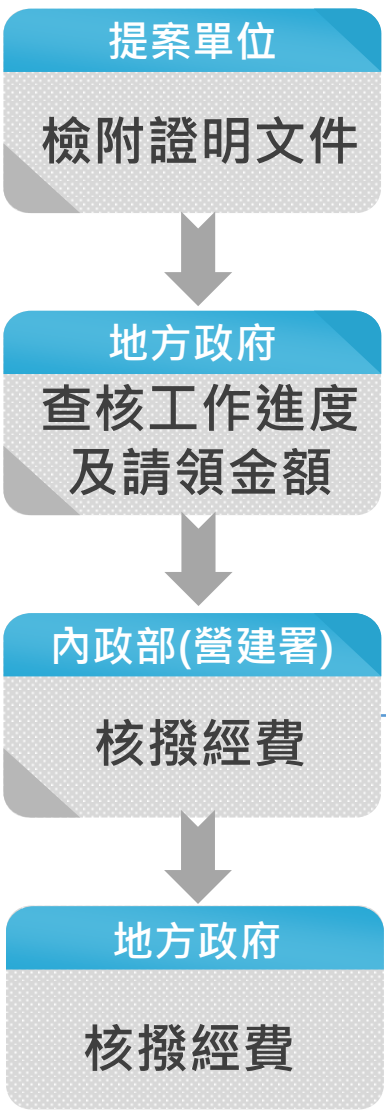 提案單位
檢附證明文件
地方政府
查核工作進度
及請領金額
內政部(營建署)
核撥經費
地方政府
核撥經費